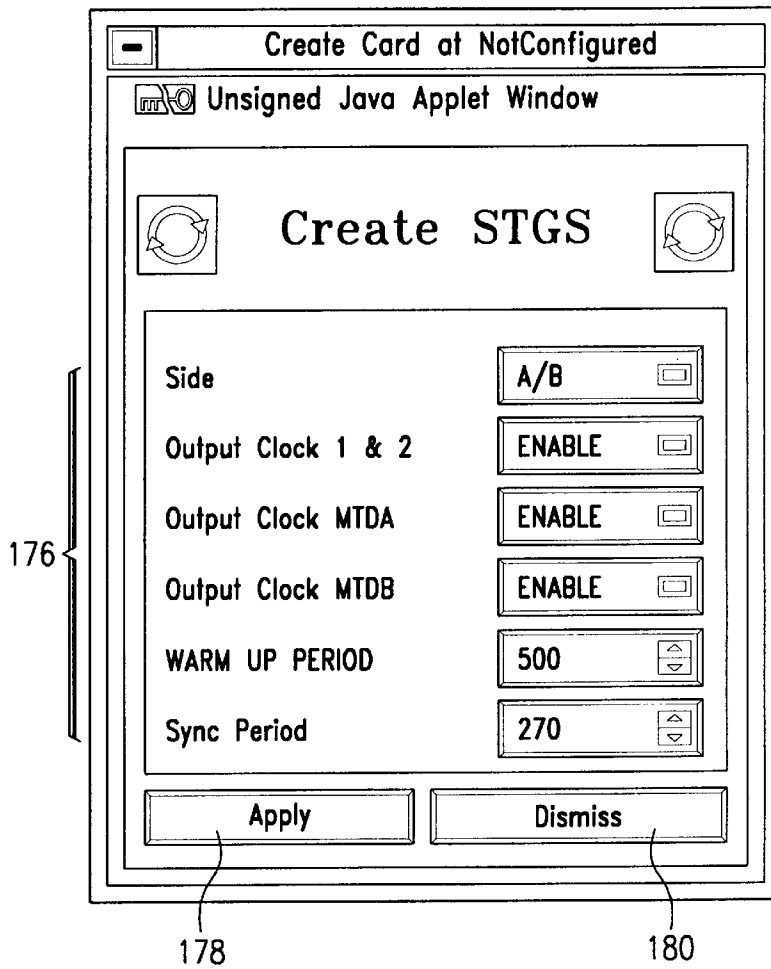 Create Card at NotConfigured
Unsigned Java Applet Window
Create STGS
Side A/B
Output Clock 1 & 2 ENABLE
Output Clock MTDA ENABLE
Output Clock MTDB ENABLE
176
WARM UP PERIOD 500
Sync Period 270
Apply Dismiss
178 180